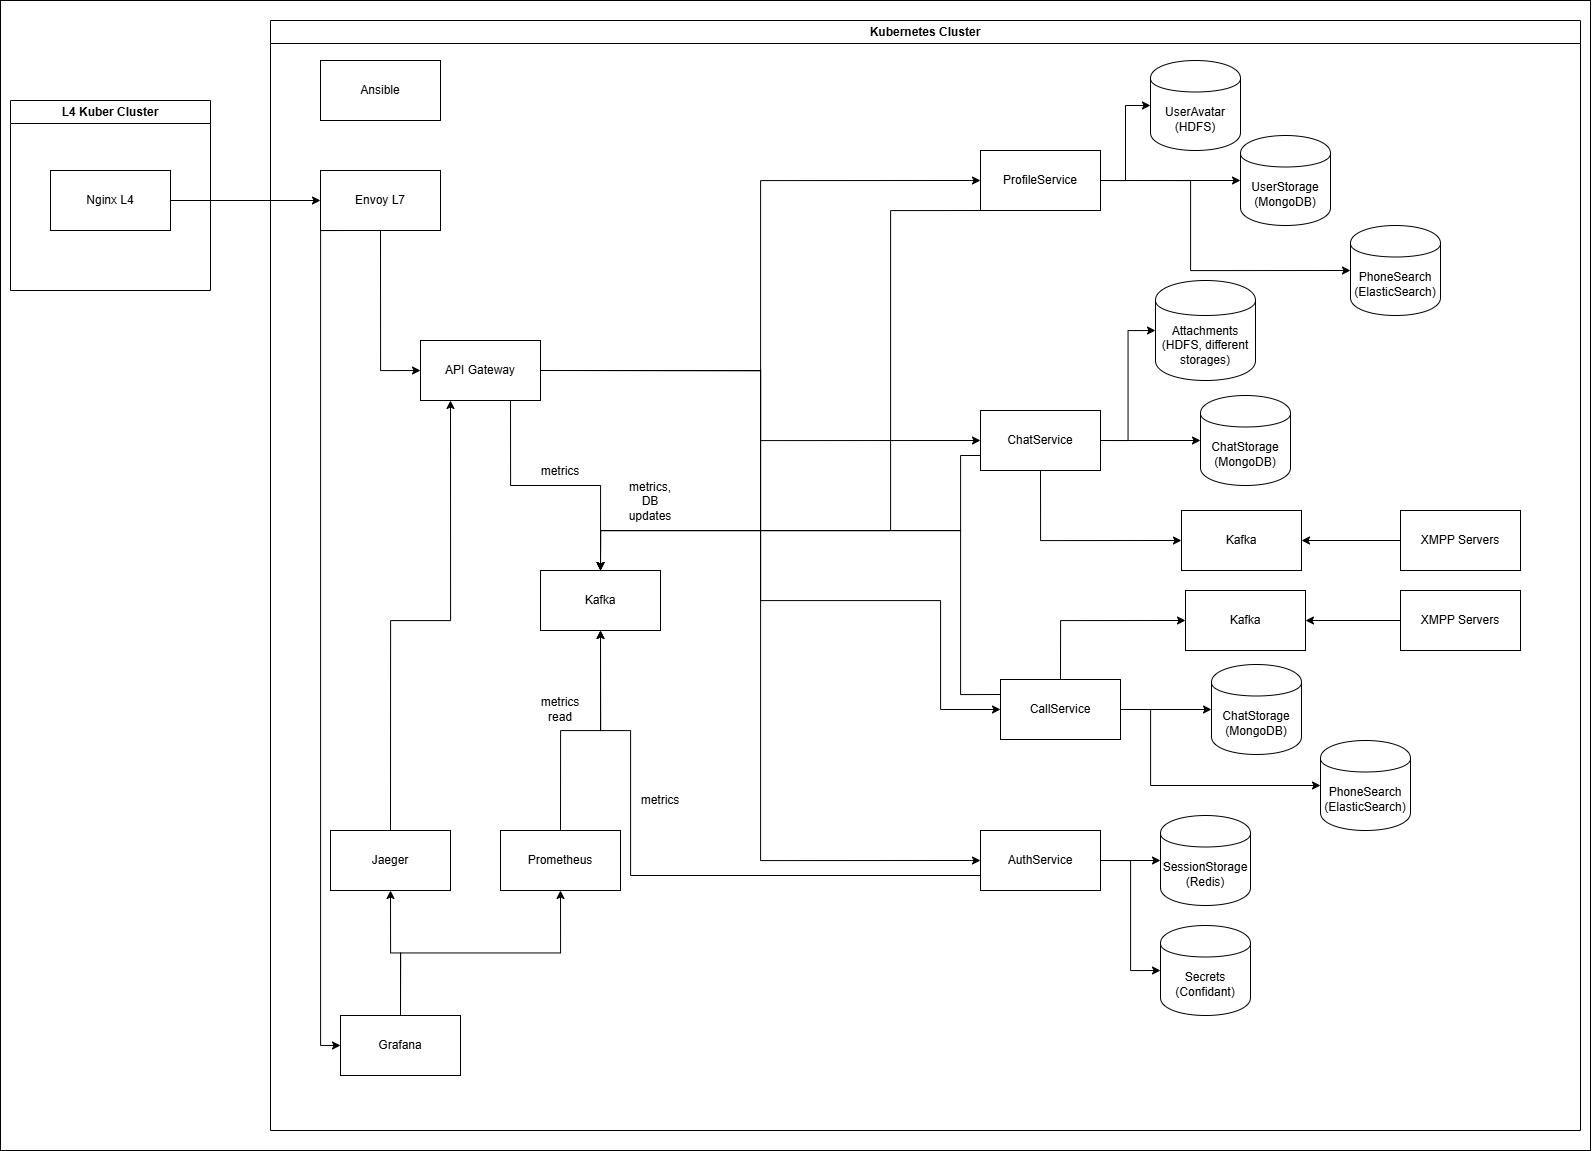 Kubernetes Cluster
Ansible
L4 Kuber Cluster
Nginx L4
Envoy L7
UserAvatar
(HDFS)
ProfileService
UserStorage
(MongoDB)
PhoneSearch
(ElasticSearch)
Attachments
(HDFS, different
storages)
API Gateway
ChatService
ChatStorage
(MongoDB)
metrics
metrics,
DB
updates
Kafka
XMPP Servers
Kafka
Kafka
XMPP Servers
metrics
read
CallService
ChatStorage
(MongoDB)
PhoneSearch
(ElasticSearch)
metrics
Jaeger
Prometheus
AuthService
SessionStorage
(Redis)
Secrets
(Confidant)
Grafana